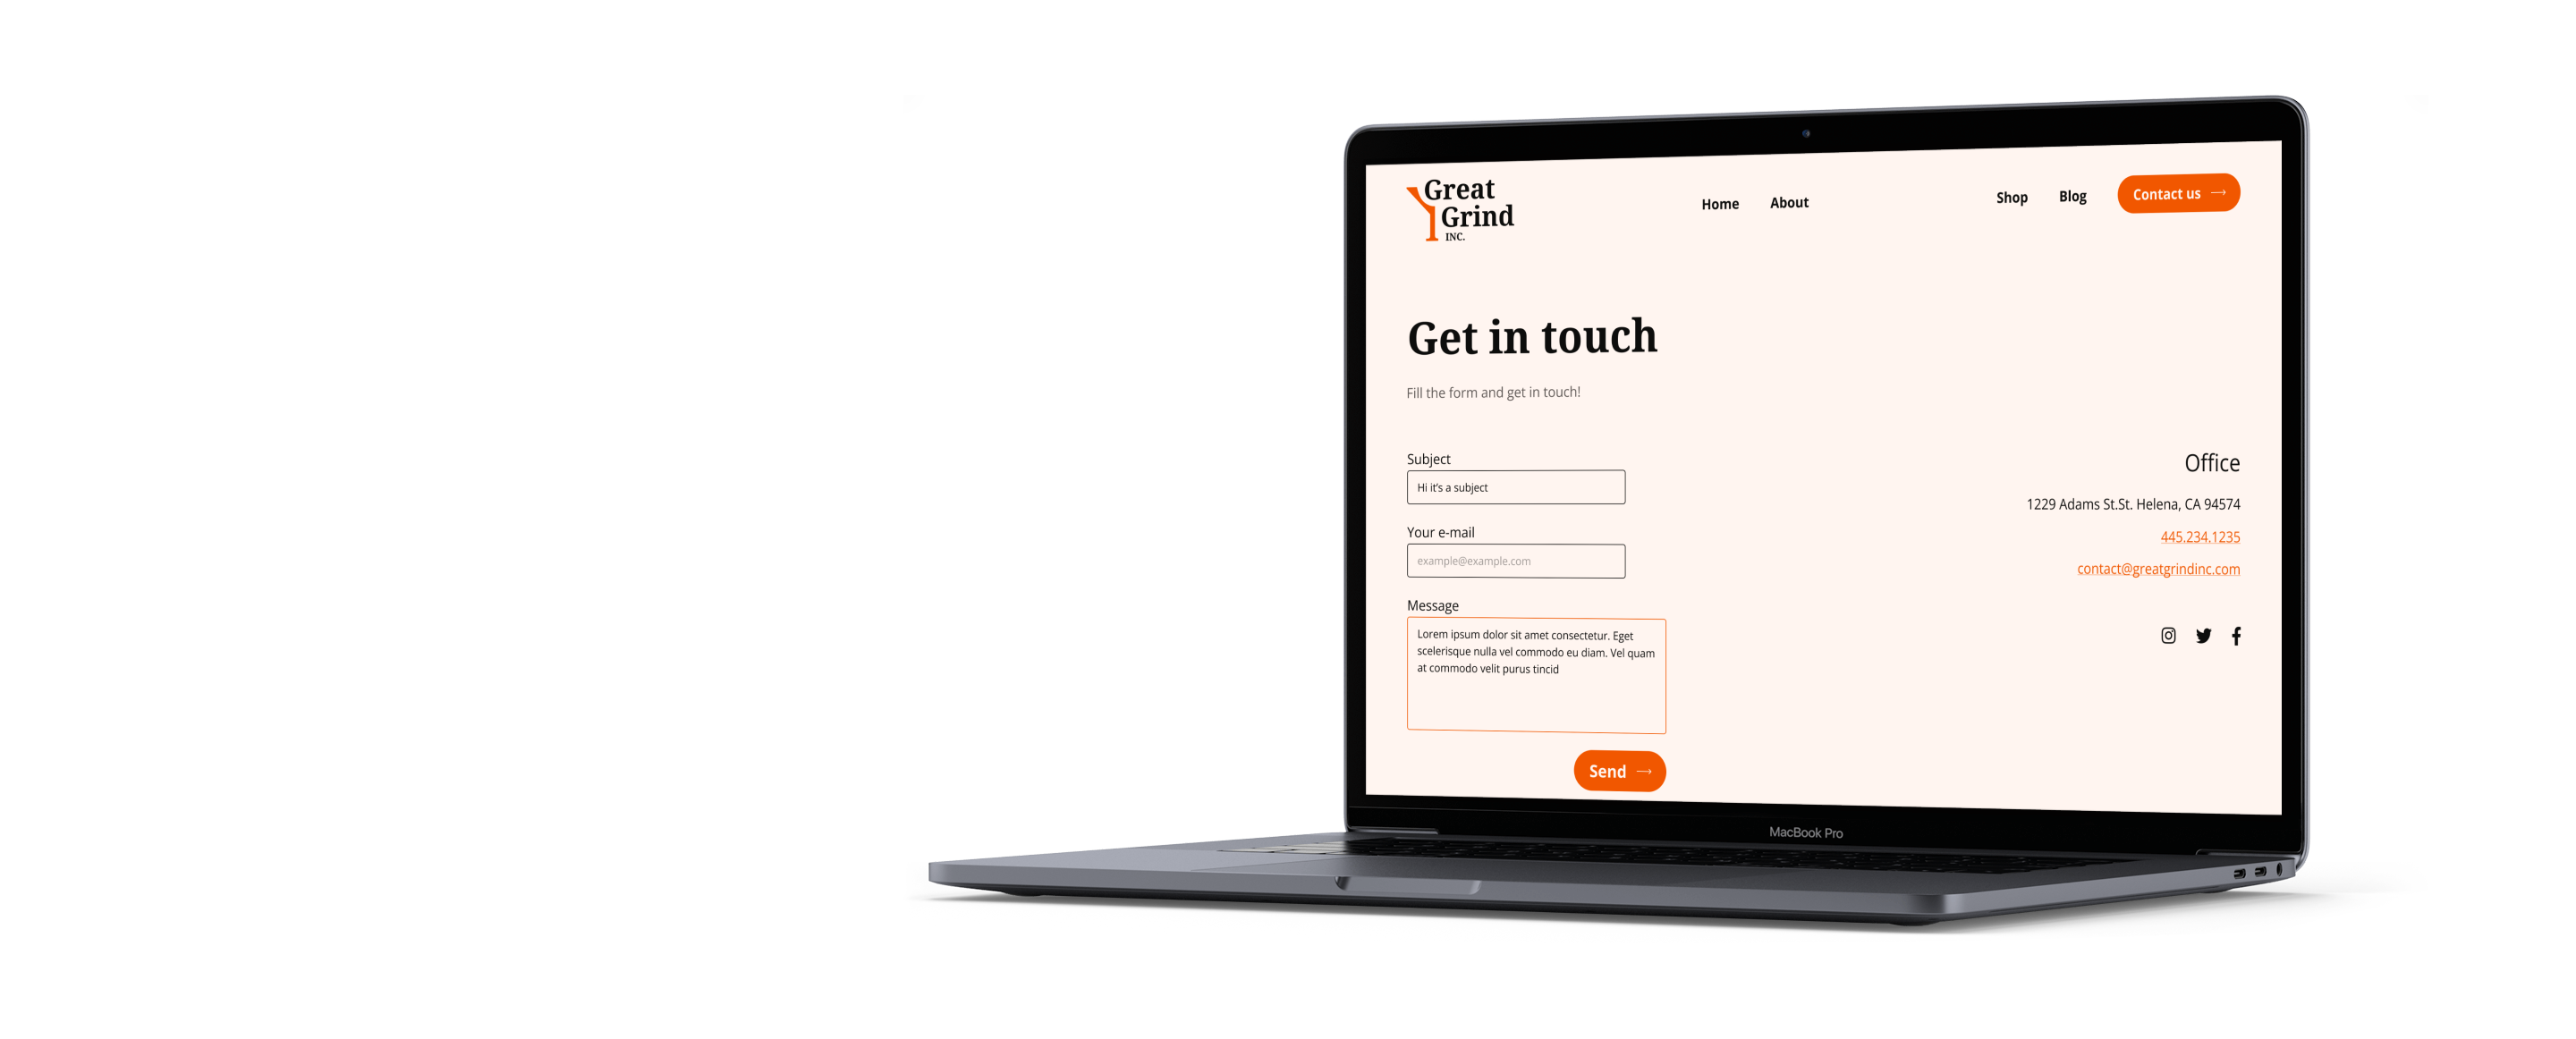 Great
Grind
INC.
Home
About
Shop
Blog
Contact us
Get in touch
Fill the form and get in touch!
Subject
Hi it's a subject
Your e-mail
example@example.com
Message
Lorem ipsum dolor sit amet consectetur. Eget
scelerisque nulla vel commodo eu diam. Vel quam
at commodo velit purus tincid
Send
Office
1229 Adams St.St. Helena, CA 94574
445.234.1235
contact@greatgrindinc.com
MacBook Pro